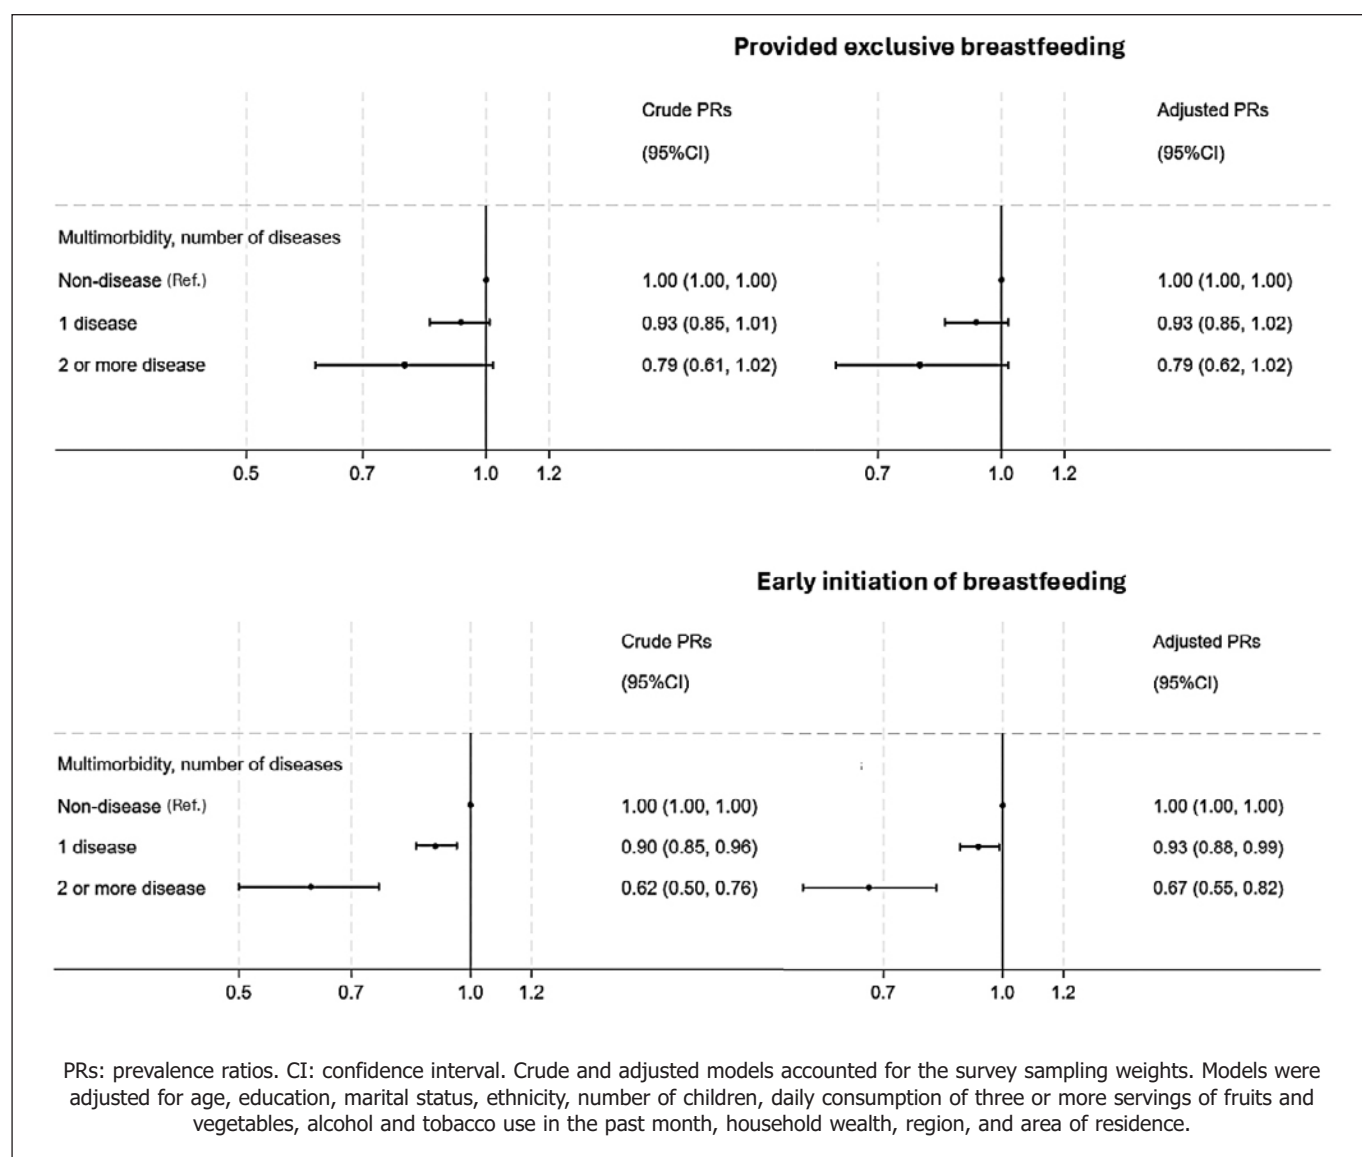 Provided exclusive breastfeeding
Crude PRs Adjusted PRs
(95%CI) (95%CI)
Multimorbidity, number of diseases
Non-disease (Ref.) 1.00 (1.00, 1.00) 1.00 (1.00, 1.00)
1 disease 0.93 (0.85, 1.01) 0.93 (0.85, 1.02)
2 or more disease 0.79 (0.61, 1.02) 0.79 (0.62, 1.02)
0.5 0.7 1.0 1.2 0.7 1.0 1.2
Early initiation of breastfeeding
Crude PRs Adjusted PRs
(95%CI) (95%CI)
Multimorbidity, number of diseases
Non-disease (Ref.) 1.00 (1.00, 1.00) 1.00 (1.00, 1.00)
1 disease 0.90 (0.85, 0.96) 0.93 (0.88, 0.99)
2 or more disease 0.62 (0.50, 0.76) 0.67 (0.55, 0.82)
0.5 0.7 1.0 1.2 0.7 1.0 1.2
PRs: prevalence ratios. CI: confidence interval. Crude and adjusted models accounted for the survey sampling weights. Models were
adjusted for age, education, marital status, ethnicity, number of children, daily consumption of three or more servings of fruits and
vegetables, alcohol and tobacco use in the past month, household wealth, region, and area of residence.